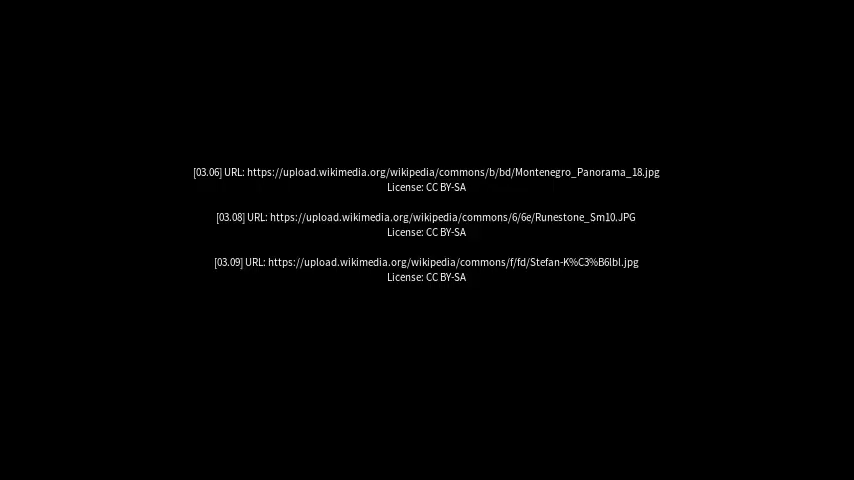 [03.06] URL: https://upload.wikimedia.org/wikipedia/commons/b/bd/Montenegro_Panorama_18.jpg
License: CC BY-SA
[03.08] URL: https://upload.wikimedia.org/wikipedia/commons/6/6e/Runestone_Sm10.JPG
License: CC BY-SA
[03.09] URL: https://upload.wikimedia.org/wikipedia/commons/f/fd/Stefan-K%C3%B6lbl.jpg
License: CC BY-SA